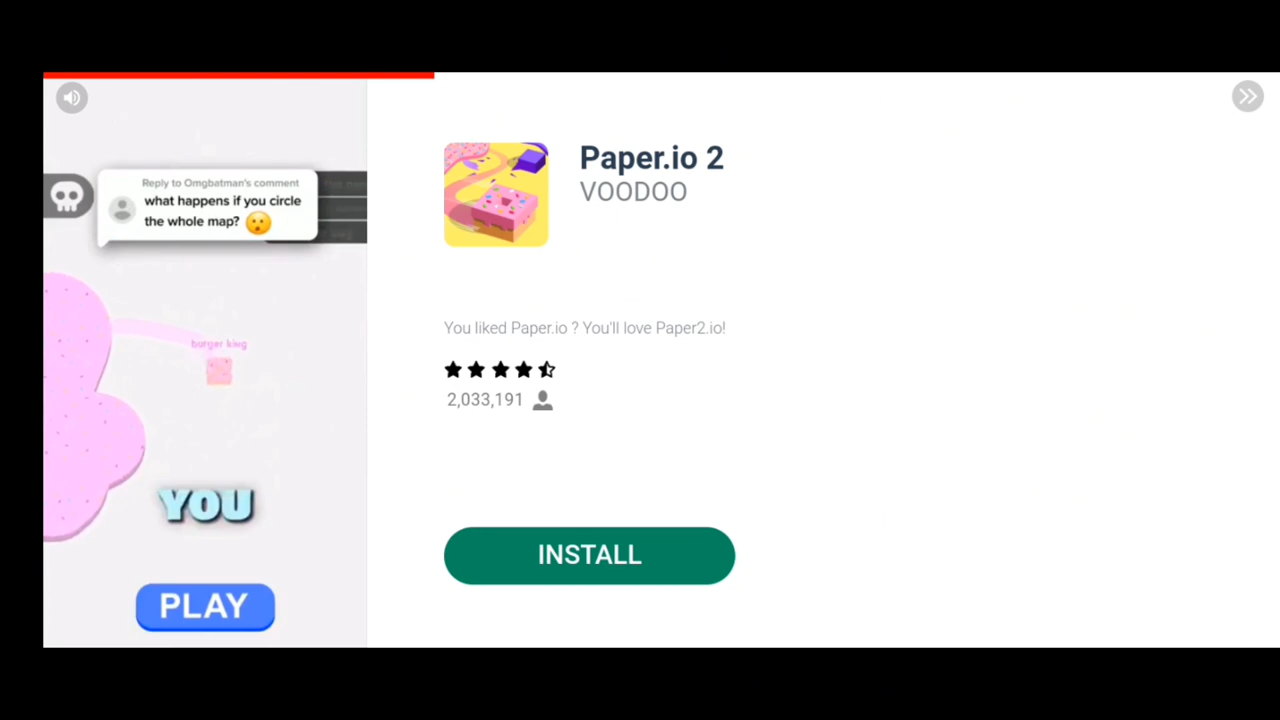 Reply to Omgbatman's comment
what happens if you circle
the whole map? 😮
burger king
YOU
PLAY
Paper.io 2
VOODOO
You liked Paper.io ? You'll love Paper2.io!
2,033,191
INSTALL